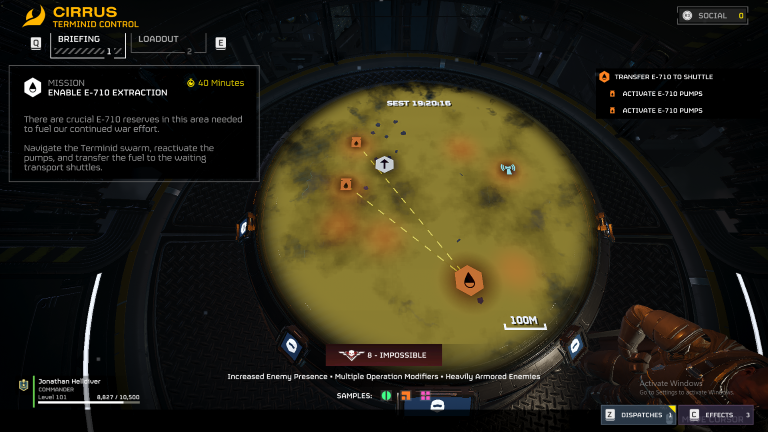 CIRRUS
TERMINID CONTROL
SOCIAL 0
Q
BRIEFING
1
LOADOUT
2
E
MISSION
ENABLE E-710 EXTRACTION
40 Minutes
There are crucial E-710 reserves in this area needed
to fuel our continued war effort.
Navigate the Terminid swarm, reactivate the
pumps, and transfer the fuel to the waiting
transport shuttles.
TRANSFER E-710 TO SHUTTLE
ACTIVATE E-710 PUMPS
ACTIVATE E-710 PUMPS
SEST 19:20:16
100M
8 - IMPOSSIBLE
Increased Enemy Presence • Multiple Operation Modifiers • Heavily Armored Enemies
SAMPLES:
Jonathan Helldiver
COMMANDER
Level 101
8,827 / 10,500
Activate Windows
Go to Settings to activate Windows.
Z DISPATCHES 1
C EFFECTS 3
MOVE CURSOR